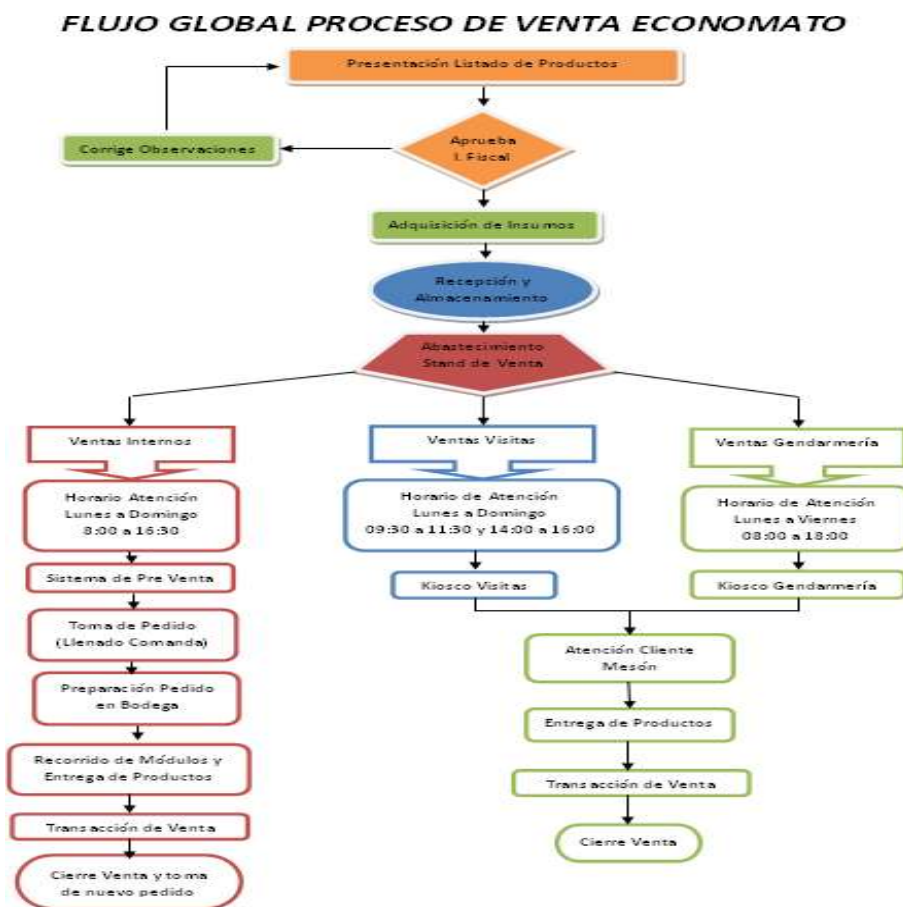 FLUJO GLOBAL PROCESO DE VENTA ECONOMATO
Presentación Listado de Productos
Aprueba
I. Fiscal
Corrige Observaciones
Adquisición de Insumos
Recepción y
Almacenamiento
Abastecimiento
Stand de Venta
Ventas Internos
Horario Atención
Lunes a Domingo
8:00 a 16:30
Sistema de Pre Venta
Toma de Pedido
(Llenado Comanda)
Preparación Pedido
en Bodega
Recorrido de Módulos y
Entrega de Productos
Transacción de Venta
Cierre Venta y toma
de nuevo pedido
Ventas Visitas
Horario de Atención
Lunes a Domingo
09:30 a 11:30 y 14:00 a 16:00
Kiosco Visitas
Ventas Gendarmería
Horario de Atención
Lunes a Viernes
08:00 a 18:00
Kiosco Gendarmería
Atención Cliente
Mesón
Entrega de Productos
Transacción de Venta
Cierre Venta